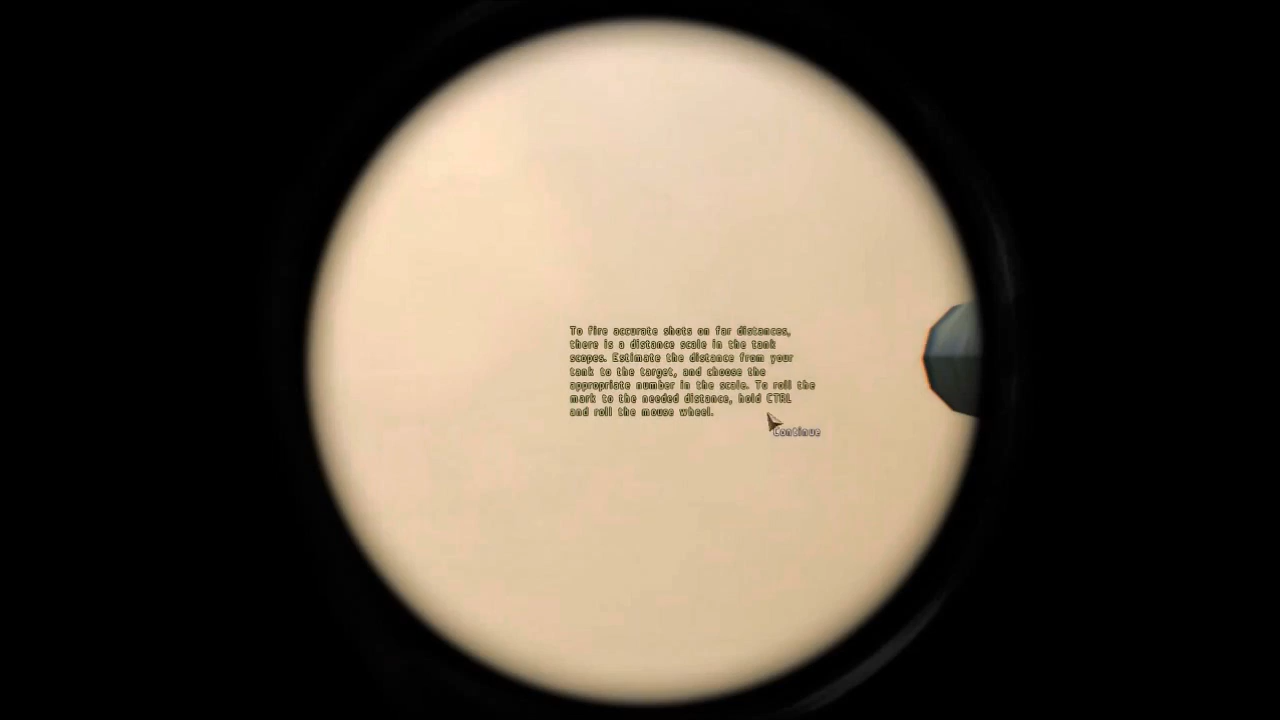 To fire accurate shots on far distances,
there is a distance scale in the tank
scopes. Estimate the distance from your
tank to the target, and choose the
appropriate number in the scale. To roll the
mark to the needed distance, hold CTRL
and roll the mouse wheel.
Continue